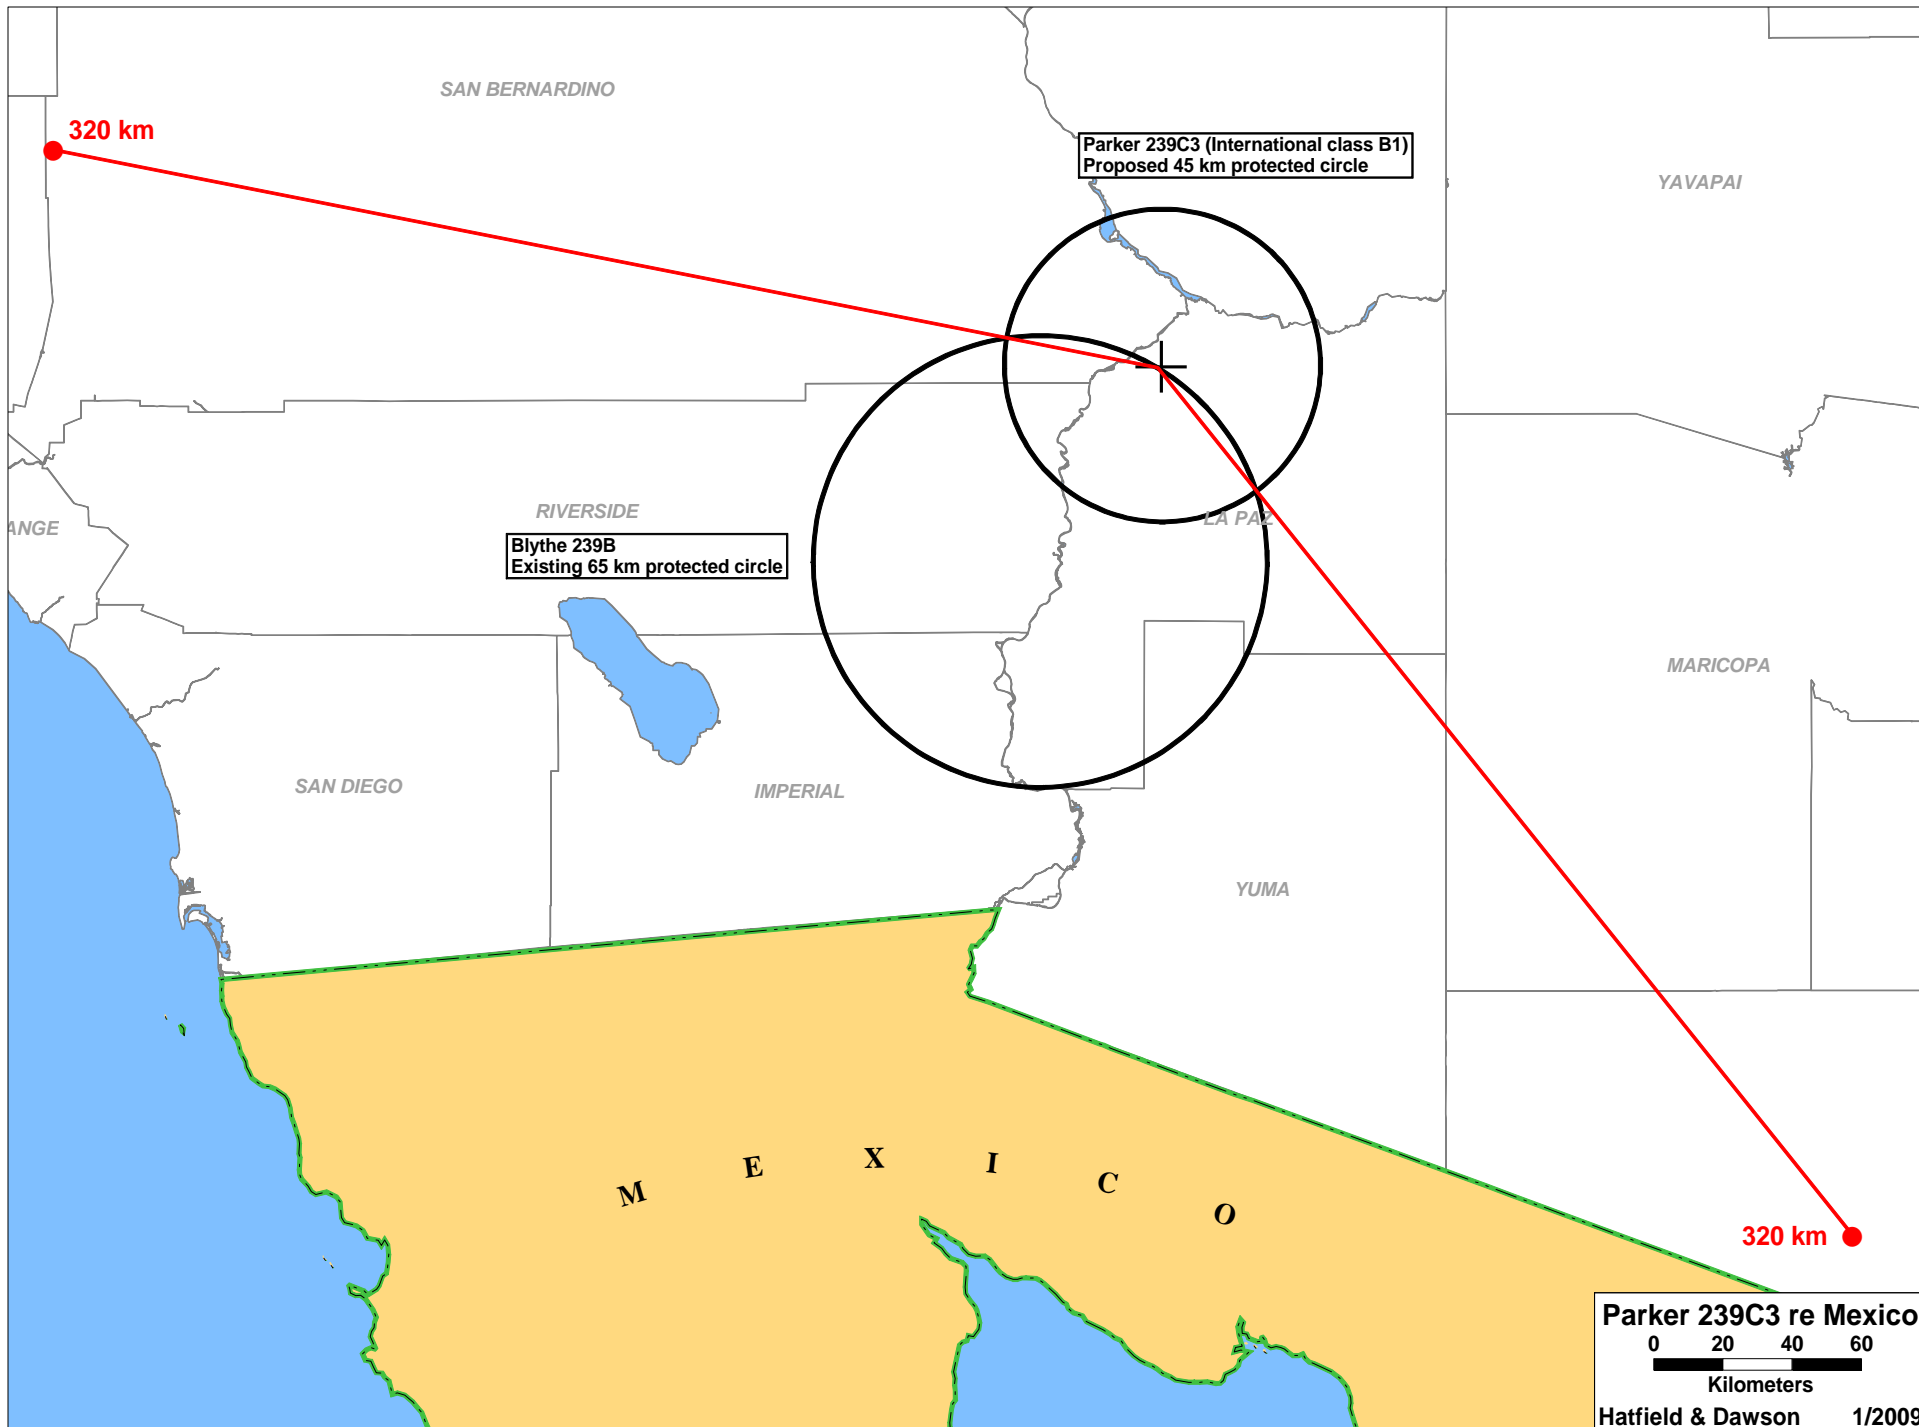 SAN BERNARDINO
320 km
Parker 239C3 (International class B1)
Proposed 45 km protected circle
YAVAPAI
RIVERSIDE
ANGE
LA PAZ
Blythe 239B
Existing 65 km protected circle
MARICOPA
SAN DIEGO
IMPERIAL
YUMA
MEXICO
320 km
Parker 239C3 re Mexico
0 20 40 60
Kilometers
Hatfield & Dawson 1/2009